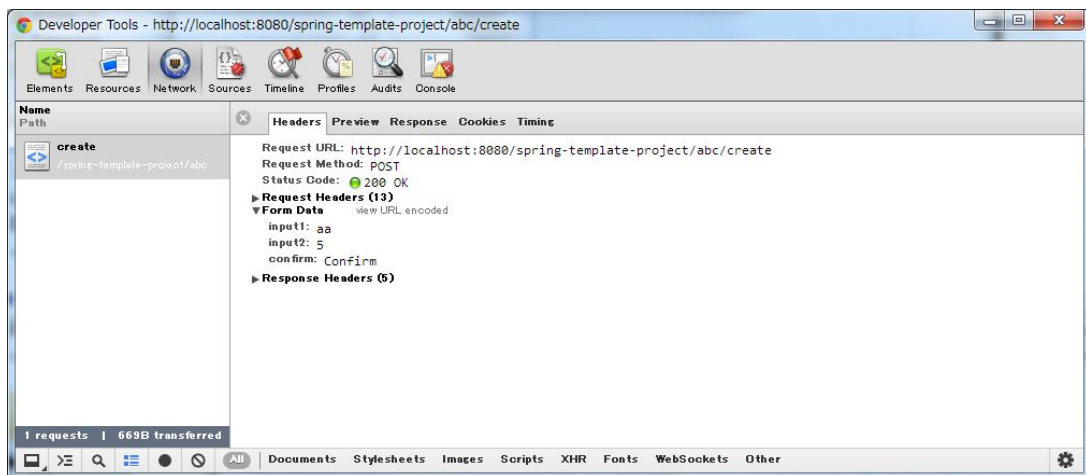 Developer Tools - http://localhost:8080/spring-template-project/abc/create
Elements Resources Network Sources Timeline Profiles Audits Console
Name
Path
Headers Preview Response Cookies Timing
create
/spring-template-project/abc
Request URL: http://localhost:8080/spring-template-project/abc/create
Request Method: POST
Status Code: 200 OK
Request Headers (13)
Form Data view URL encoded
input1: aa
input2: 5
confirm: Confirm
Response Headers (5)
1 requests | 669B transferred
All Documents Stylesheets Images Scripts XHR Fonts WebSockets Other